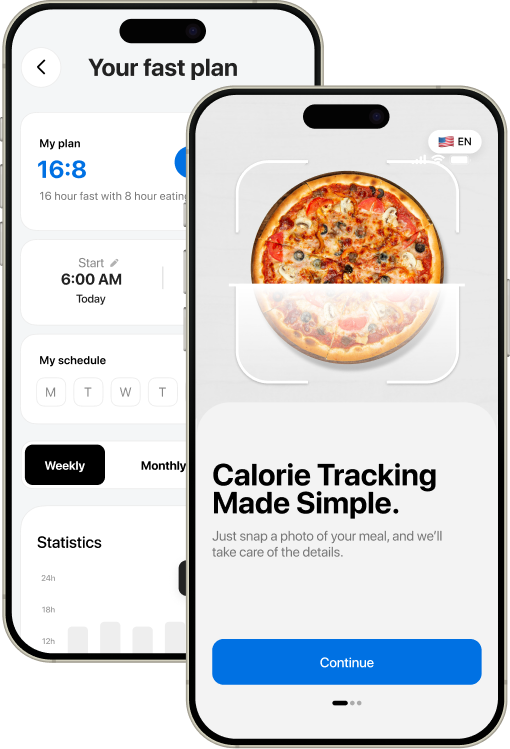 Your fast plan
My plan
16:8
16 hour fast with 8 hour eating
Start
6:00 AM
Today
My schedule
M T W T
Weekly Monthly
Statistics
24h
18h
12h
EN
Calorie Tracking
Made Simple.
Just snap a photo of your meal, and we'll
take care of the details.
Continue